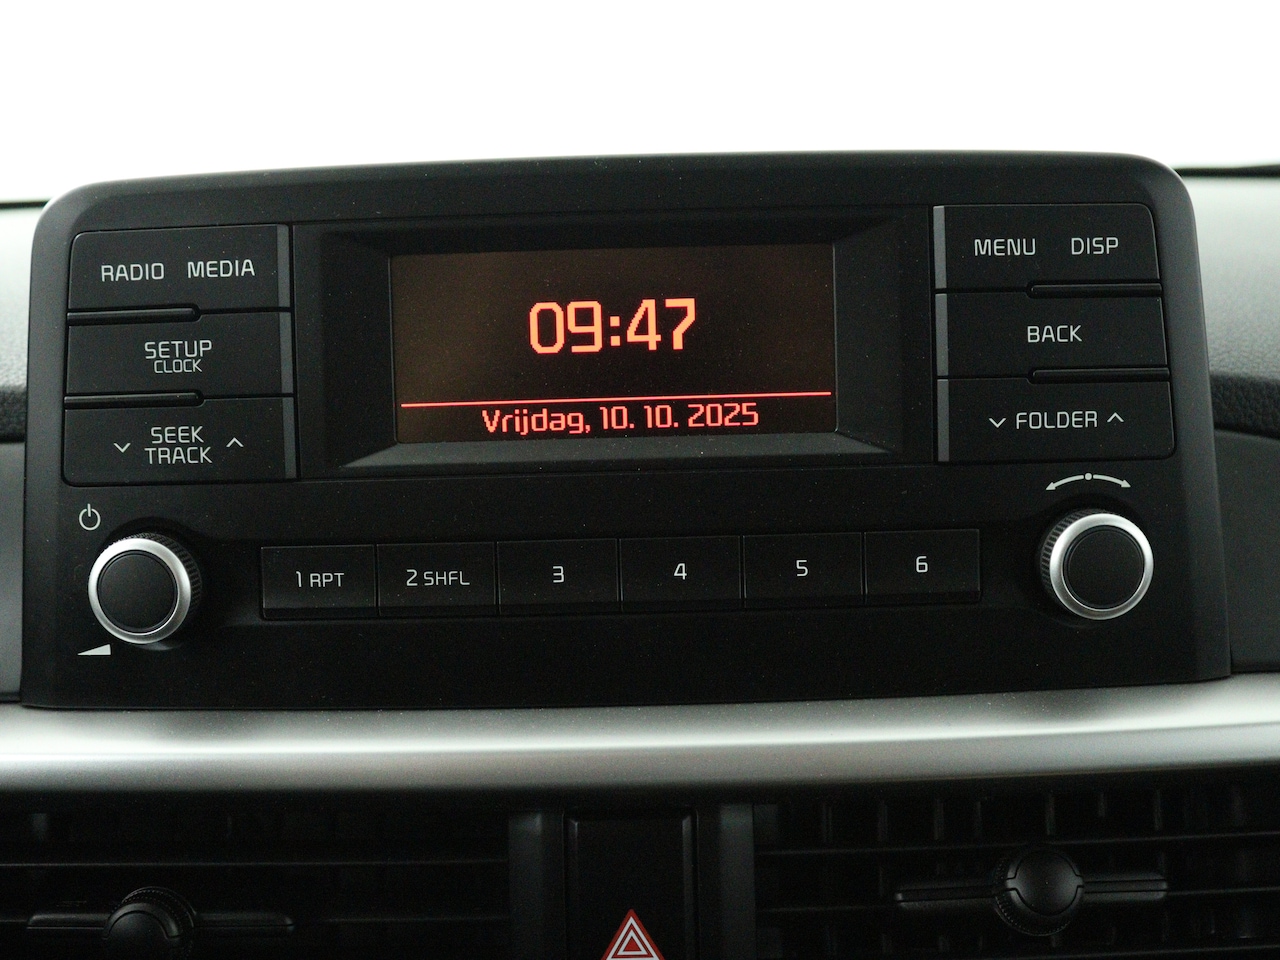 RADIO MEDIA
SETUP
CLOCK
SEEK
TRACK
09:47
Vrijdag, 10. 10. 2025
MENU DISP
BACK
FOLDER
1 RPT 2 SHFL 3 4 5 6